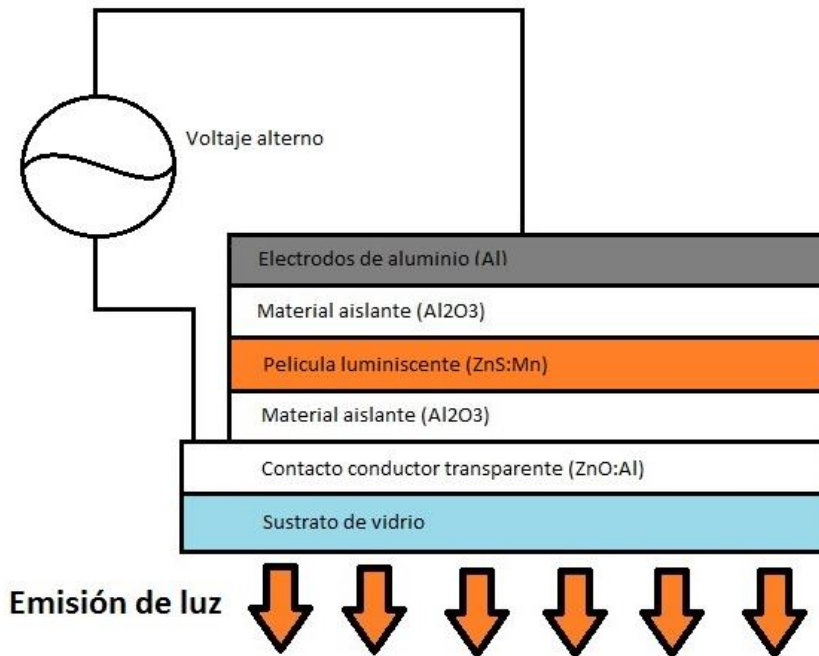 Voltaje alterno
Electrodos de aluminio (Al)
Material aislante (Al2O3)
Pelicula luminiscente (ZnS:Mn)
Material aislante (Al2O3)
Contacto conductor transparente (ZnO:Al)
Sustrato de vidrio
Emisión de luz